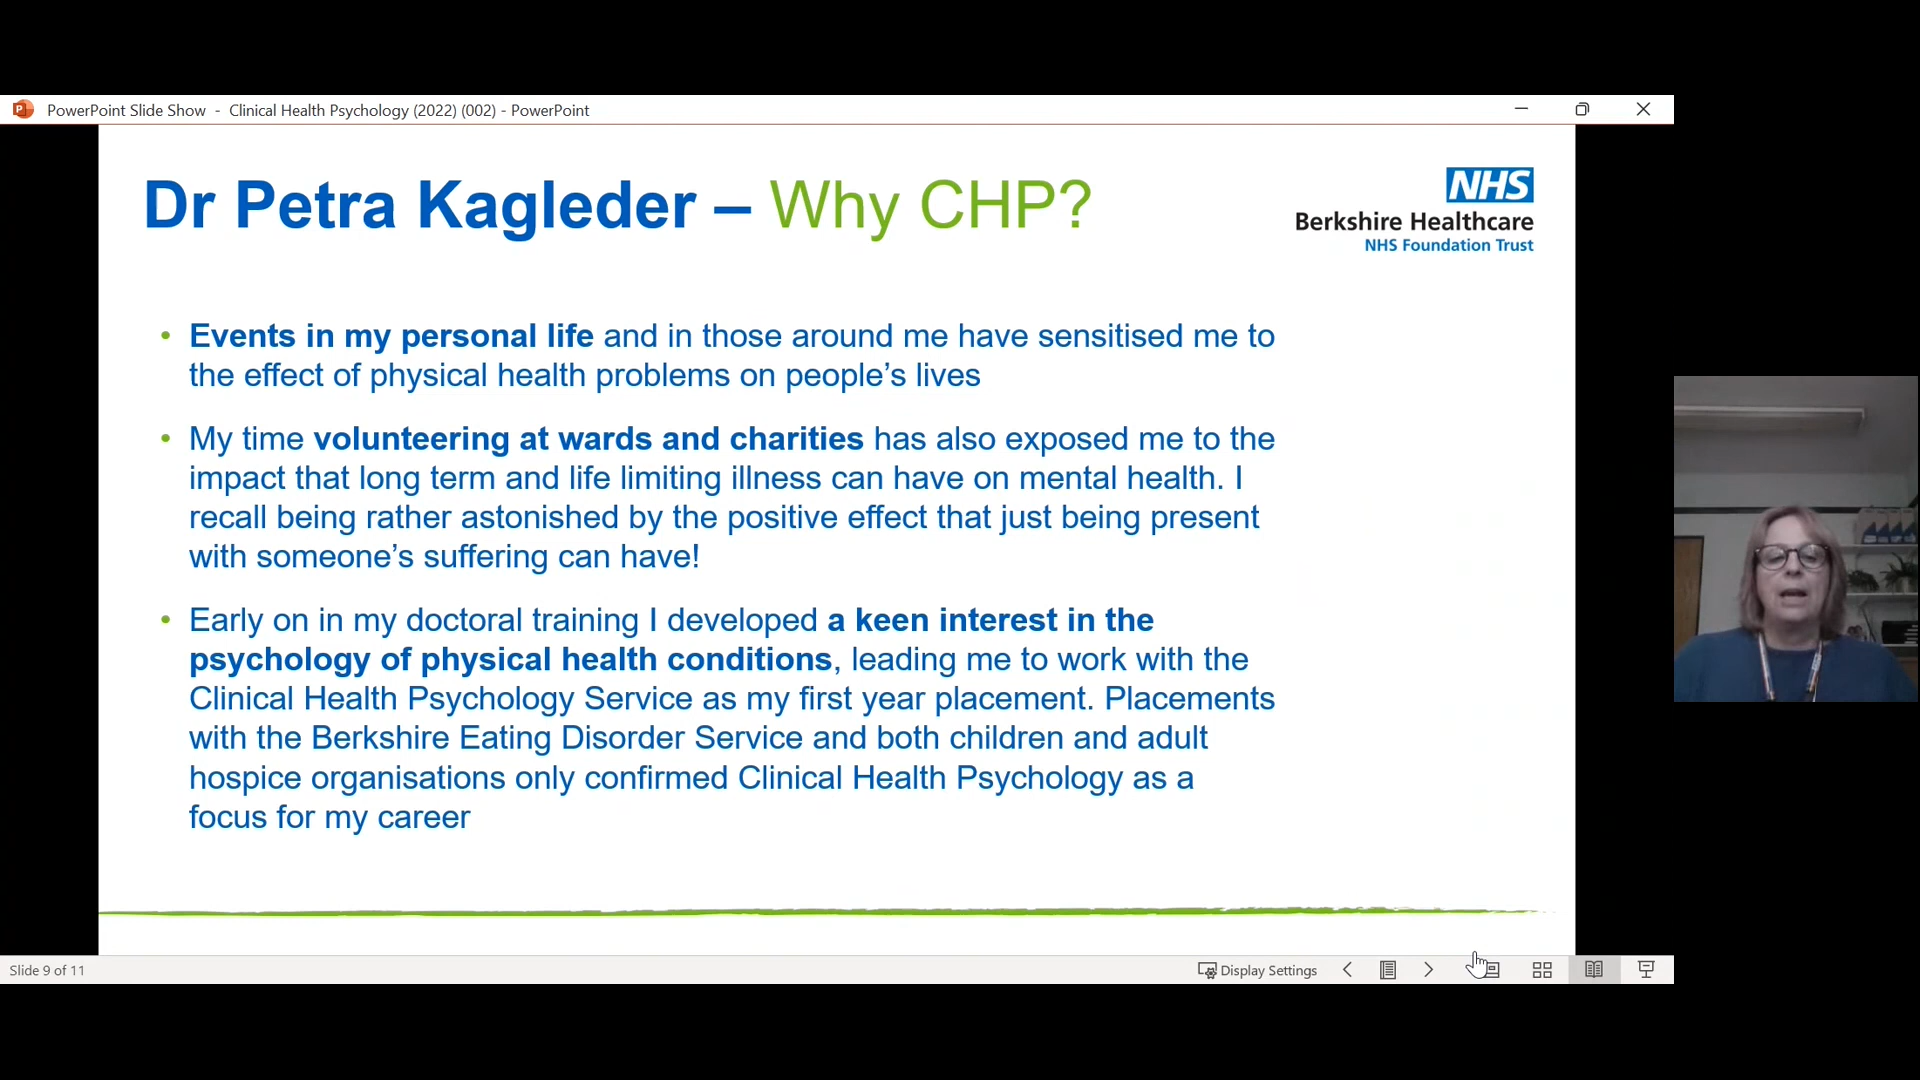 PowerPoint Slide Show - Clinical Health Psychology (2022) (002) - PowerPoint
Dr Petra Kagleder – Why CHP?
NHS
Berkshire Healthcare
NHS Foundation Trust
• Events in my personal life and in those around me have sensitised me to
the effect of physical health problems on people’s lives
• My time volunteering at wards and charities has also exposed me to the
impact that long term and life limiting illness can have on mental health. I
recall being rather astonished by the positive effect that just being present
with someone’s suffering can have!
• Early on in my doctoral training I developed a keen interest in the
psychology of physical health conditions, leading me to work with the
Clinical Health Psychology Service as my first year placement. Placements
with the Berkshire Eating Disorder Service and both children and adult
hospice organisations only confirmed Clinical Health Psychology as a
focus for my career
Slide 9 of 11
Display Settings